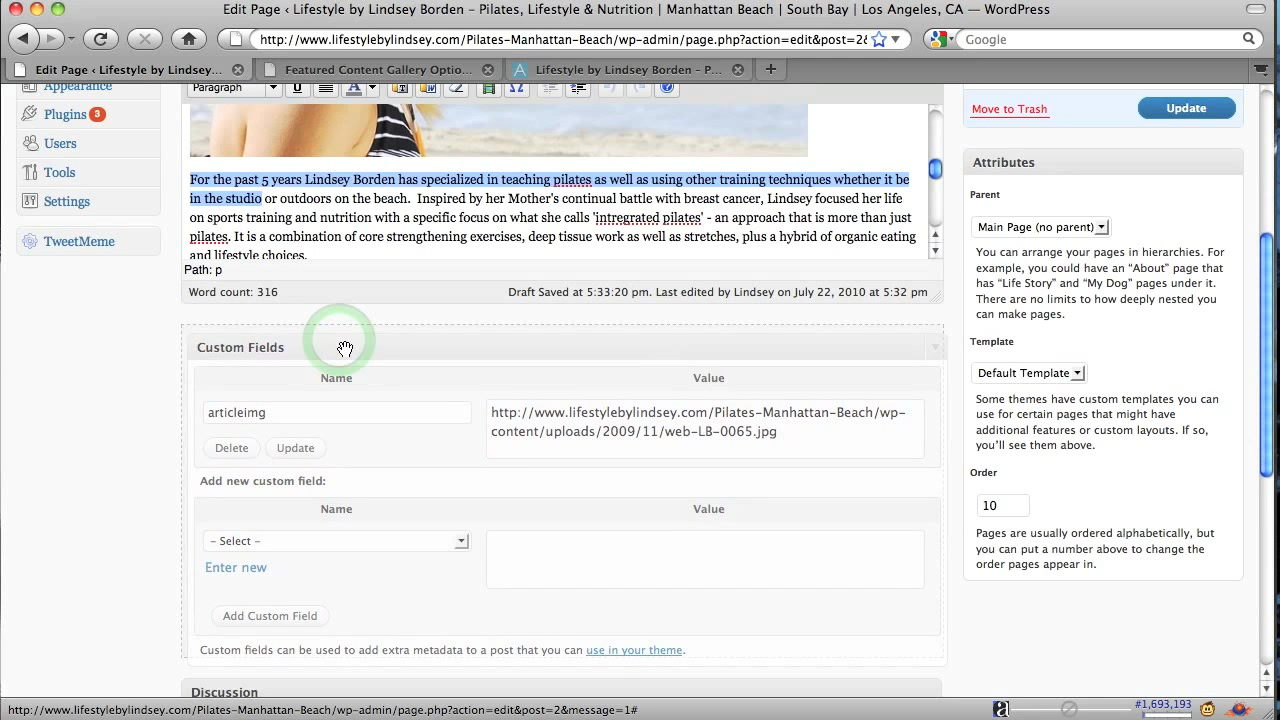 Edit Page ‹ Lifestyle by Lindsey Borden - Pilates, Lifestyle & Nutrition | Manhattan Beach | South Bay | Los Angeles, CA — WordPress
http://www.lifestylebylindsey.com/Pilates-Manhattan-Beach/wp-admin/page.php?action=edit&post=2&
Google
Edit Page ‹ Lifestyle by Lindsey...
Featured Content Gallery Optio...
Lifestyle by Lindsey Borden - P...
Appearance
Plugins 3
Users
Tools
Settings
TweetMeme
Paragraph
For the past 5 years Lindsey Borden has specialized in teaching pilates as well as using other training techniques whether it be
in the studio or outdoors on the beach. Inspired by her Mother's continual battle with breast cancer, Lindsey focused her life
on sports training and nutrition with a specific focus on what she calls 'intregrated pilates' - an approach that is more than just
pilates. It is a combination of core strengthening exercises, deep tissue work as well as stretches, plus a hybrid of organic eating
and lifestyle choices.
Path: p
Word count: 316
Draft Saved at 5:33:20 pm. Last edited by Lindsey on July 22, 2010 at 5:32 pm
Custom Fields
Name
Value
articleimg
http://www.lifestylebylindsey.com/Pilates-Manhattan-Beach/wp-
content/uploads/2009/11/web-LB-0065.jpg
Delete
Update
Add new custom field:
Name
Value
– Select –
Enter new
Add Custom Field
Custom fields can be used to add extra metadata to a post that you can use in your theme.
Discussion
Move to Trash
Update
Attributes
Parent
Main Page (no parent)
You can arrange your pages in hierarchies. For
example, you could have an “About” page that
has “Life Story” and “My Dog” pages under it.
There are no limits to how deeply nested you
can make pages.
Template
Default Template
Some themes have custom templates you can
use for certain pages that might have
additional features or custom layouts. If so,
you’ll see them above.
Order
10
Pages are usually ordered alphabetically, but
you can put a number above to change the
order pages appear in.
http://www.lifestylebylindsey.com/Pilates-Manhattan-Beach/wp-admin/page.php?action=edit&post=2&message=1#
#1,693,193